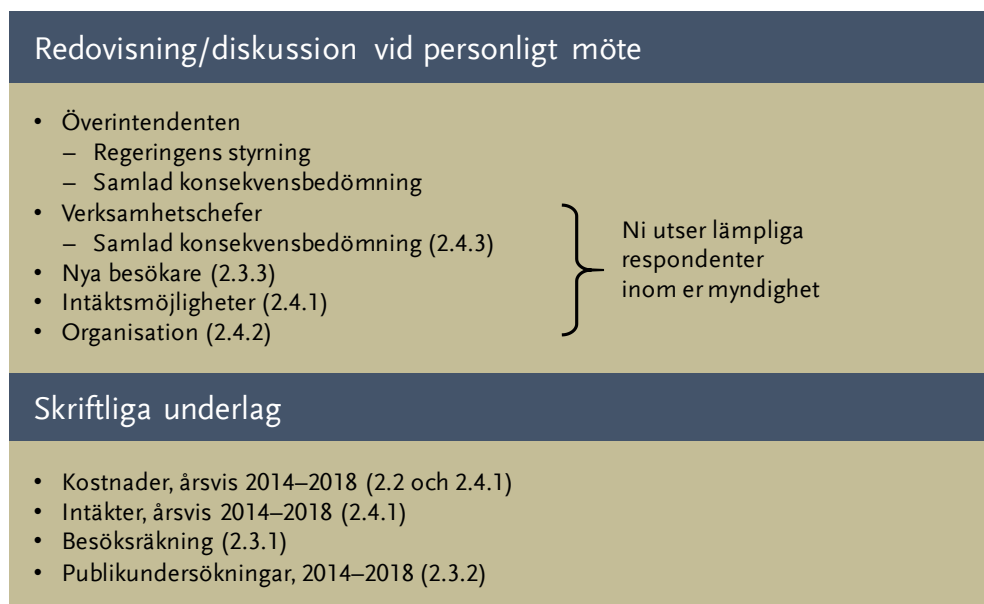 Redovisning/diskussion vid personligt möte
• Överintendenten
– Regeringens styrning
– Samlad konsekvensbedömning
• Verksamhetschefer
– Samlad konsekvensbedömning (2.4.3)
• Nya besökare (2.3.3)
• Intäktsmöjligheter (2.4.1)
• Organisation (2.4.2)
Ni utser lämpliga
respondenter
inom er myndighet
Skriftliga underlag
• Kostnader, årsvis 2014–2018 (2.2 och 2.4.1)
• Intäkter, årsvis 2014–2018 (2.4.1)
• Besöksräkning (2.3.1)
• Publikundersökningar, 2014–2018 (2.3.2)